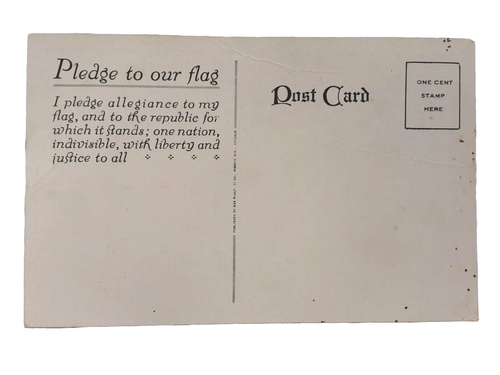 Pledge to our flag
I pledge allegiance to my
flag, and to the republic for
which it stands; one nation,
indivisible, with liberty and
justice to all
Post Card
ONE CENT
STAMP
HERE